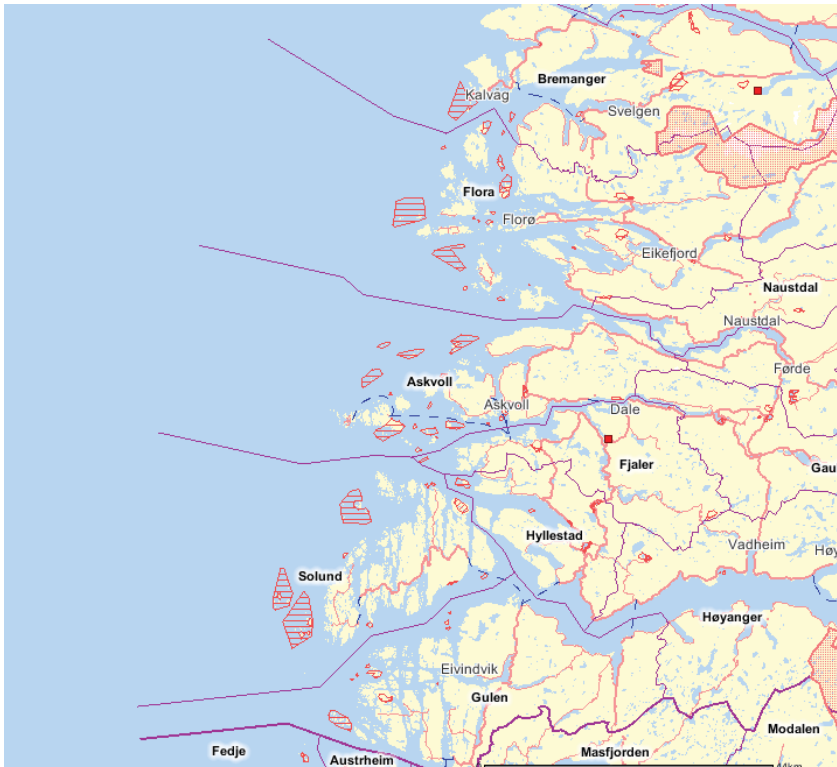 Bremanger
Kalvåg
Svelgen
Flora
Florø
Eikefjord
Naustdal
Naustdal
Førde
Askvoll
Askvoll
Dale
Fjaler
Gau
Hyllestad
Vadheim
Høy
Solund
Høyanger
Eivindvik
Gulen
Modalen
Fedje
Austrheim
Masfjorden
44km